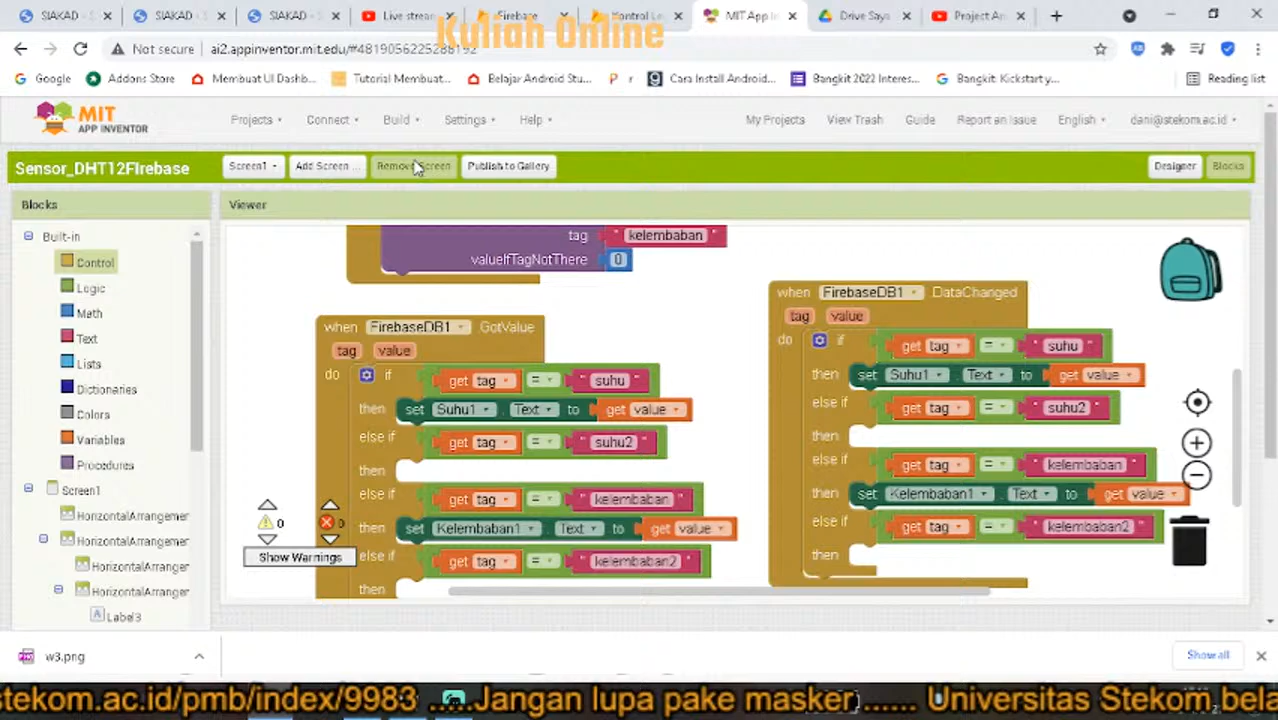 SIAKAD -
SIAKAD - S
SIAKAD -
Live strean
Firebase
Kontrol Le
MIT App In
Drive Saya
Project An
Kuliah Online
Not secure
ai2.appinventor.mit.edu/#4819056225288192
Google
Addons Store
Membuat UI Dashb...
Tutorial Membuat...
Belajar Android Stu...
P r
Cara Install Android...
Bangkit 2022 Interes...
Bangkit: Kickstart y...
Reading list
MIT
APP INVENTOR
Projects
Connect
Build
Settings
Help
My Projects
View Trash
Guide
Report an Issue
English
dani@stekom.ac.id
Sensor_DHT12FIrebase
Screen1
Add Screen ...
Remove Screen
Publish to Gallery
Designer
Blocks
Blocks
Viewer
Built-in
Control
Logic
Math
Text
Lists
Dictionaries
Colors
Variables
Procedures
Screen1
HorizontalArrangemer
HorizontalArrangemer
HorizontalArrangemer
HorizontalArranger
Label3
tag " kelembaban "
valueIfTagNotThere 0
when FirebaseDB1 .GotValue
tag value
do if get tag = " suhu "
then set Suhu1 . Text to get value
else if get tag = " suhu2 "
then
else if get tag = " kelembaban "
then set Kelembaban1 . Text to get value
else if get tag = " kelembaban2 "
then
0
0
Show Warnings
when FirebaseDB1 .DataChanged
tag value
do if get tag = " suhu "
then set Suhu1 . Text to get value
else if get tag = " suhu2 "
then
else if get tag = " kelembaban "
then set Kelembaban1 . Text to get value
else if get tag = " kelembaban2 "
then
w3.png
Show all
stekom.ac.id/pmb/index/9983 .....Jangan lupa pake masker ....... Universitas Stekom bela